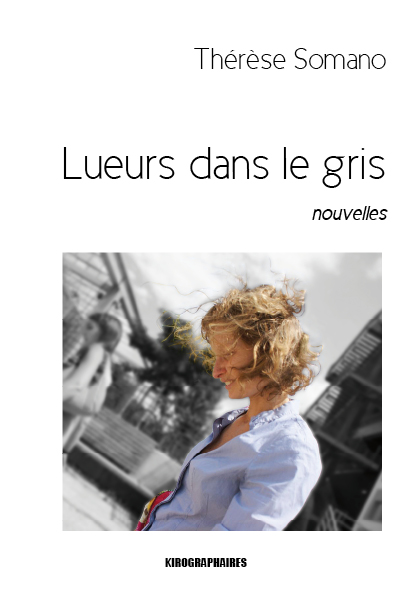 Thérèse Somano
Lueurs dans le gris
nouvelles
KIROGRAPHAIRES